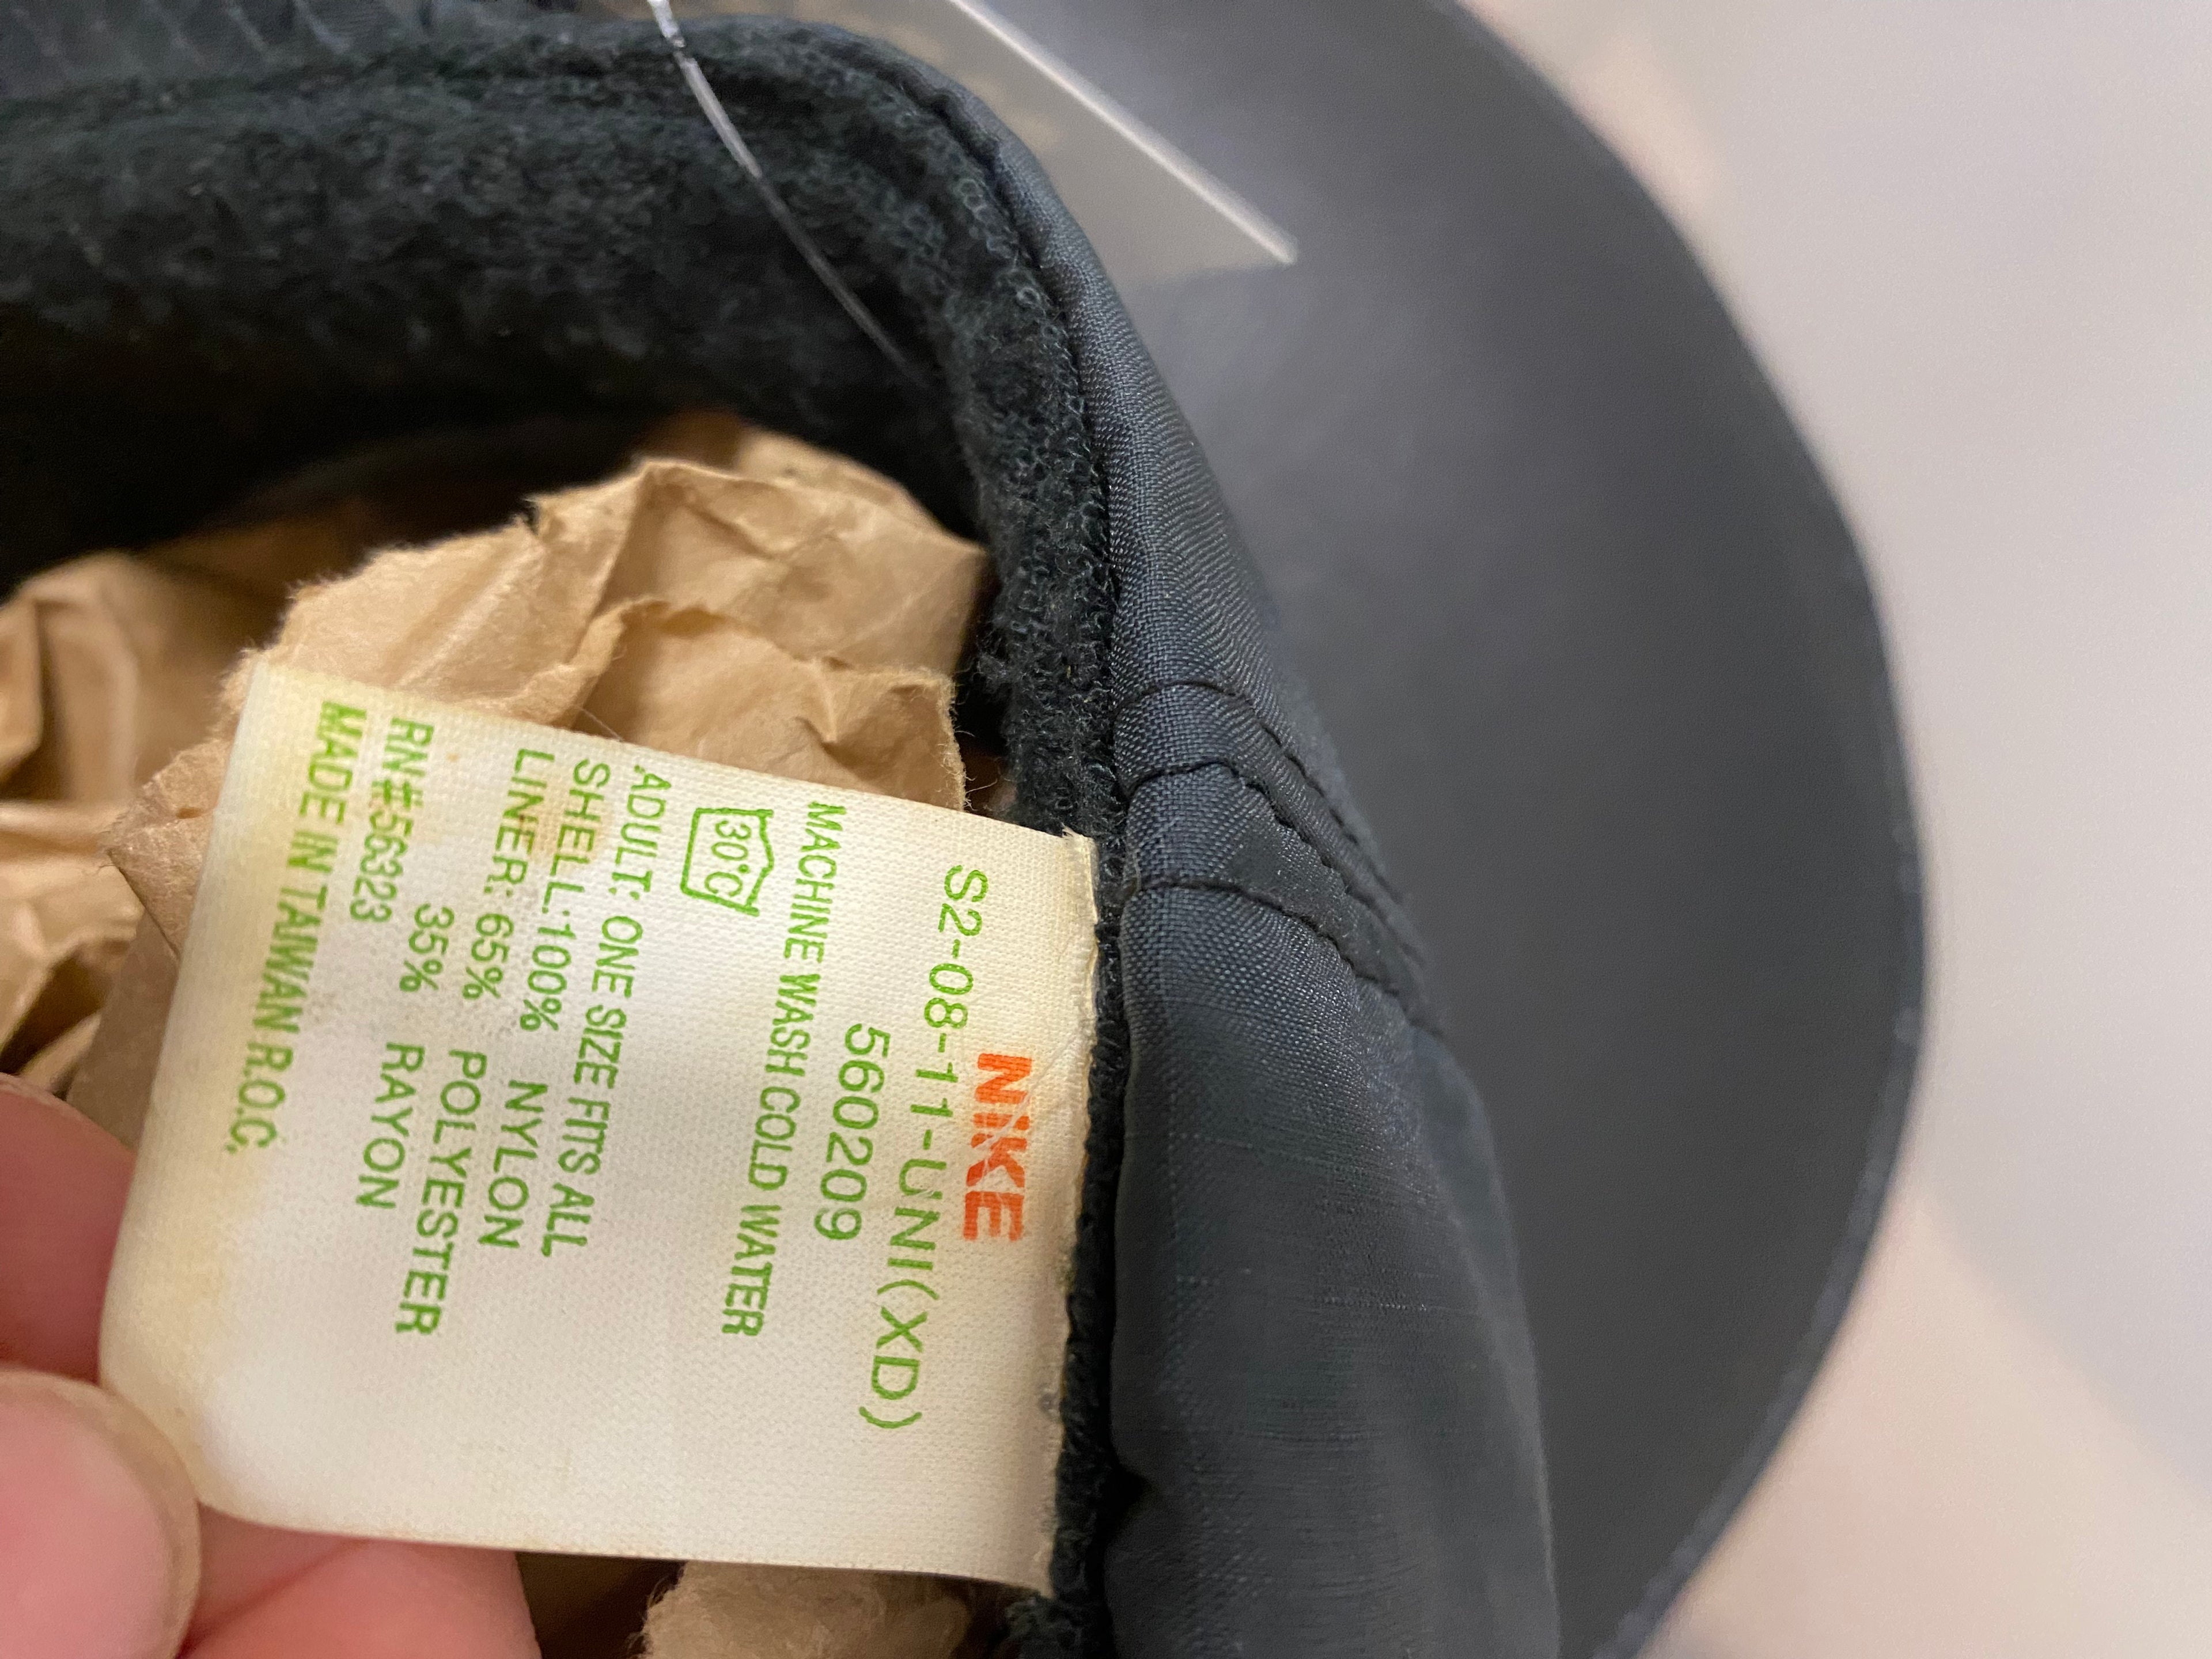 NIKE
S2-08-11-UNI(XD)
560209
MACHINE WASH COLD WATER
30°C
ADULT: ONE SIZE FITS ALL
SHELL:100% NYLON
LINER: 65% POLYESTER
35% RAYON
RN#56323
MADE IN TAIWAN R.O.C.